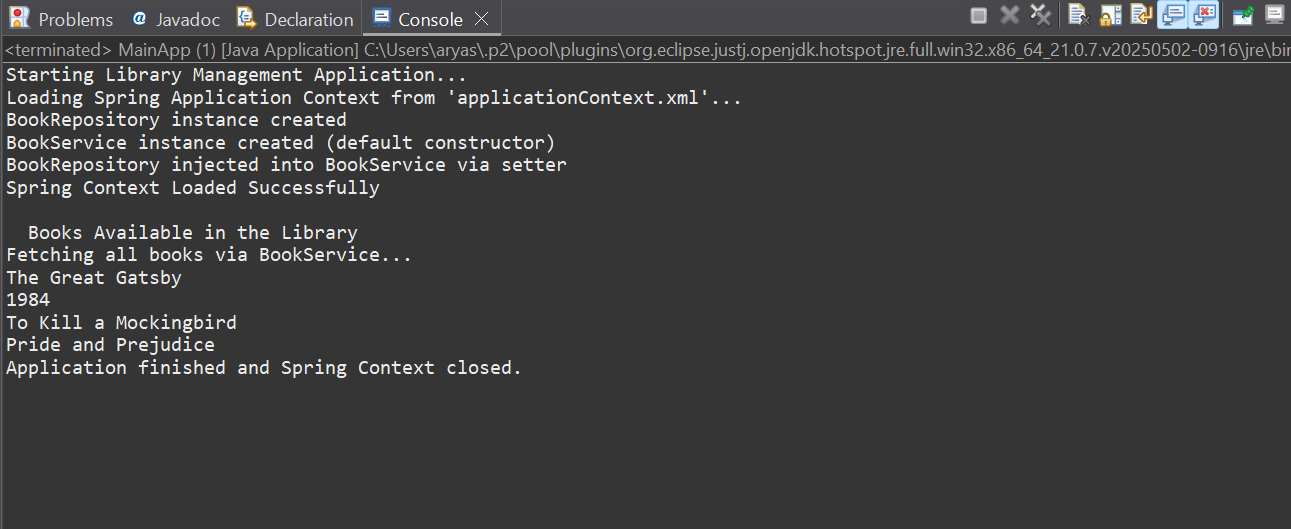 Problems @ Javadoc Declaration Console
<terminated> MainApp (1) [Java Application] C:\Users\aryas\.p2\pool\plugins\org.eclipse.justj.openjdk.hotspot.jre.full.win32.x86_64_21.0.7.v20250502-0916\jre\bin
Starting Library Management Application...
Loading Spring Application Context from 'applicationContext.xml'...
BookRepository instance created
BookService instance created (default constructor)
BookRepository injected into BookService via setter
Spring Context Loaded Successfully
Books Available in the Library
Fetching all books via BookService...
The Great Gatsby
1984
To Kill a Mockingbird
Pride and Prejudice
Application finished and Spring Context closed.